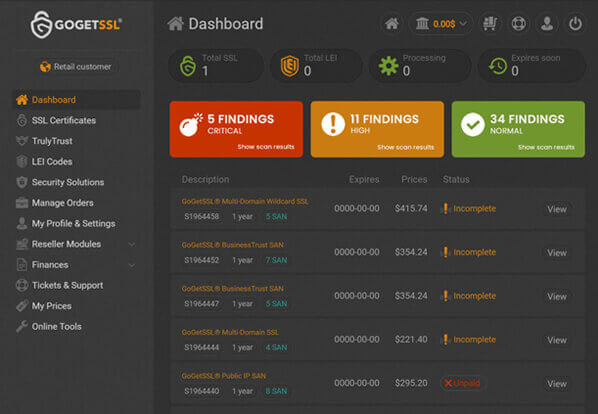 GOGETSSL®
Dashboard
0.00$
Retail customer
Total SSL
1
Total LEI
0
Processing
0
Expires soon
0
Dashboard
SSL Certificates
TrulyTrust
LEI Codes
Security Solutions
Manage Orders
My Profile & Settings
Reseller Modules
Finances
Tickets & Support
My Prices
Online Tools
5 FINDINGS
CRITICAL
Show scan results
11 FINDINGS
HIGH
Show scan results
34 FINDINGS
NORMAL
Show scan results
Description Expires Prices Status
GoGetSSL® Multi-Domain Wildcard SSL
S1964458 1 year 5 SAN 0000-00-00 $415.74 Incomplete View
GoGetSSL® BusinessTrust SAN
S1964452 1 year 7 SAN 0000-00-00 $354.24 Incomplete View
GoGetSSL® BusinessTrust SAN
S1964447 1 year 5 SAN 0000-00-00 $354.24 Incomplete View
GoGetSSL® Multi-Domain SSL
S1964444 1 year 4 SAN 0000-00-00 $221.40 Incomplete View
GoGetSSL® Public IP SAN
S1964440 1 year 8 SAN 0000-00-00 $295.20 Unpaid View